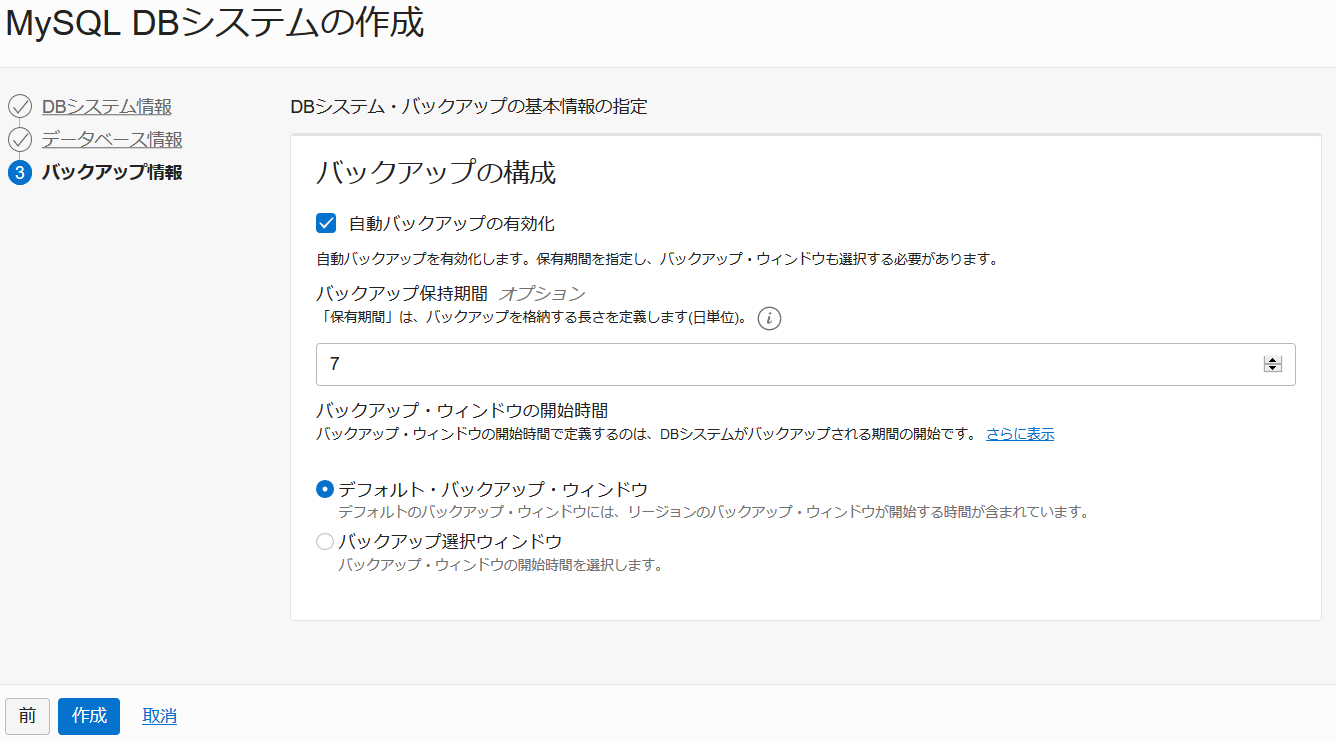 MySQL DBシステムの作成
DBシステム情報
データベース情報
3 バックアップ情報
DBシステム・バックアップの基本情報の指定
バックアップの構成
自動バックアップの有効化
自動バックアップを有効化します。保有期間を指定し、バックアップ・ウィンドウも選択する必要があります。
バックアップ保持期間 オプション
「保有期間」は、バックアップを格納する長さを定義します(日単位)。 i
7
バックアップ・ウィンドウの開始時間
バックアップ・ウィンドウの開始時間で定義するのは、DBシステムがバックアップされる期間の開始です。 さらに表示
デフォルト・バックアップ・ウィンドウ
デフォルトのバックアップ・ウィンドウには、リージョンのバックアップ・ウィンドウが開始する時間が含まれています。
バックアップ選択ウィンドウ
バックアップ・ウィンドウの開始時間を選択します。
前 作成 取消